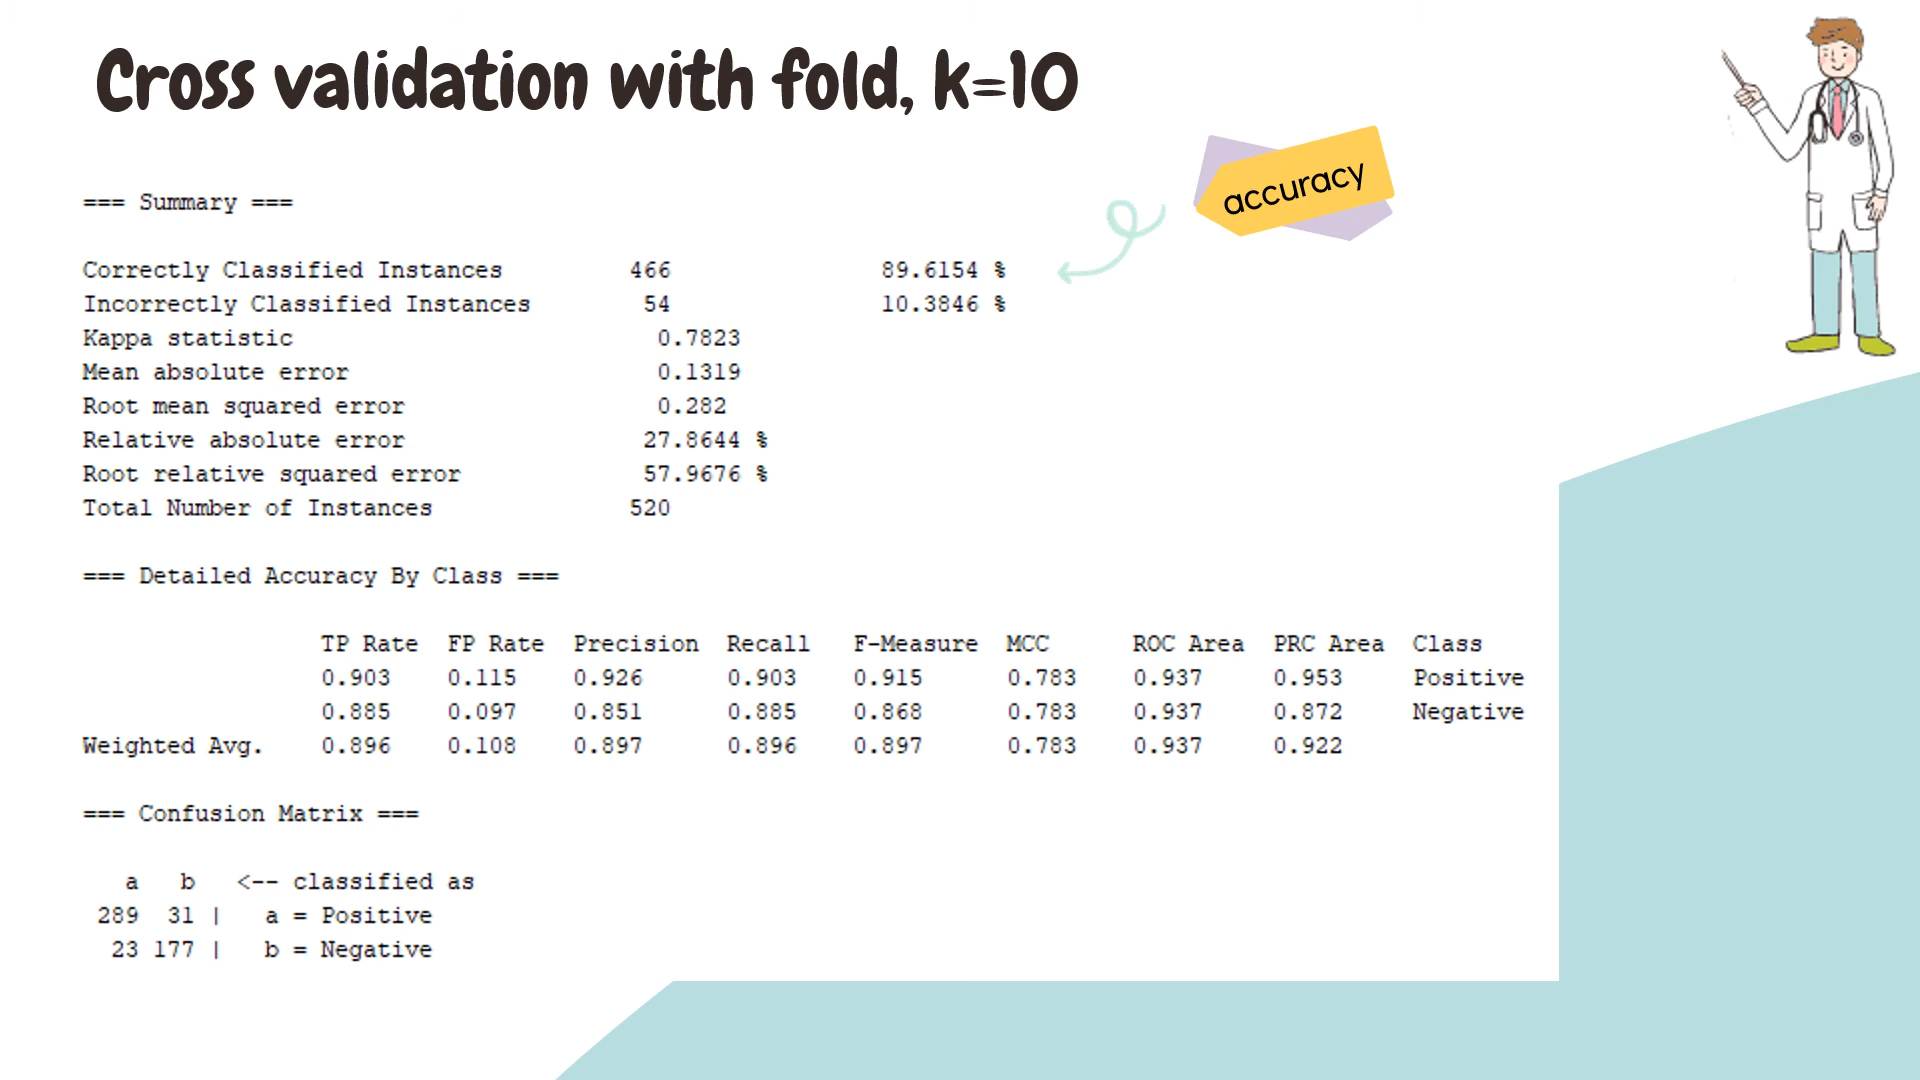 Cross validation with fold, k=10
accuracy
=== Summary ===
Correctly Classified Instances 466 89.6154 %
Incorrectly Classified Instances 54 10.3846 %
Kappa statistic 0.7823
Mean absolute error 0.1319
Root mean squared error 0.282
Relative absolute error 27.8644 %
Root relative squared error 57.9676 %
Total Number of Instances 520
=== Detailed Accuracy By Class ===
TP Rate FP Rate Precision Recall F-Measure MCC ROC Area PRC Area Class
0.903 0.115 0.926 0.903 0.915 0.783 0.937 0.953 Positive
0.885 0.097 0.851 0.885 0.868 0.783 0.937 0.872 Negative
Weighted Avg. 0.896 0.108 0.897 0.896 0.897 0.783 0.937 0.922
=== Confusion Matrix ===
a b <-- classified as
289 31 | a = Positive
23 177 | b = Negative